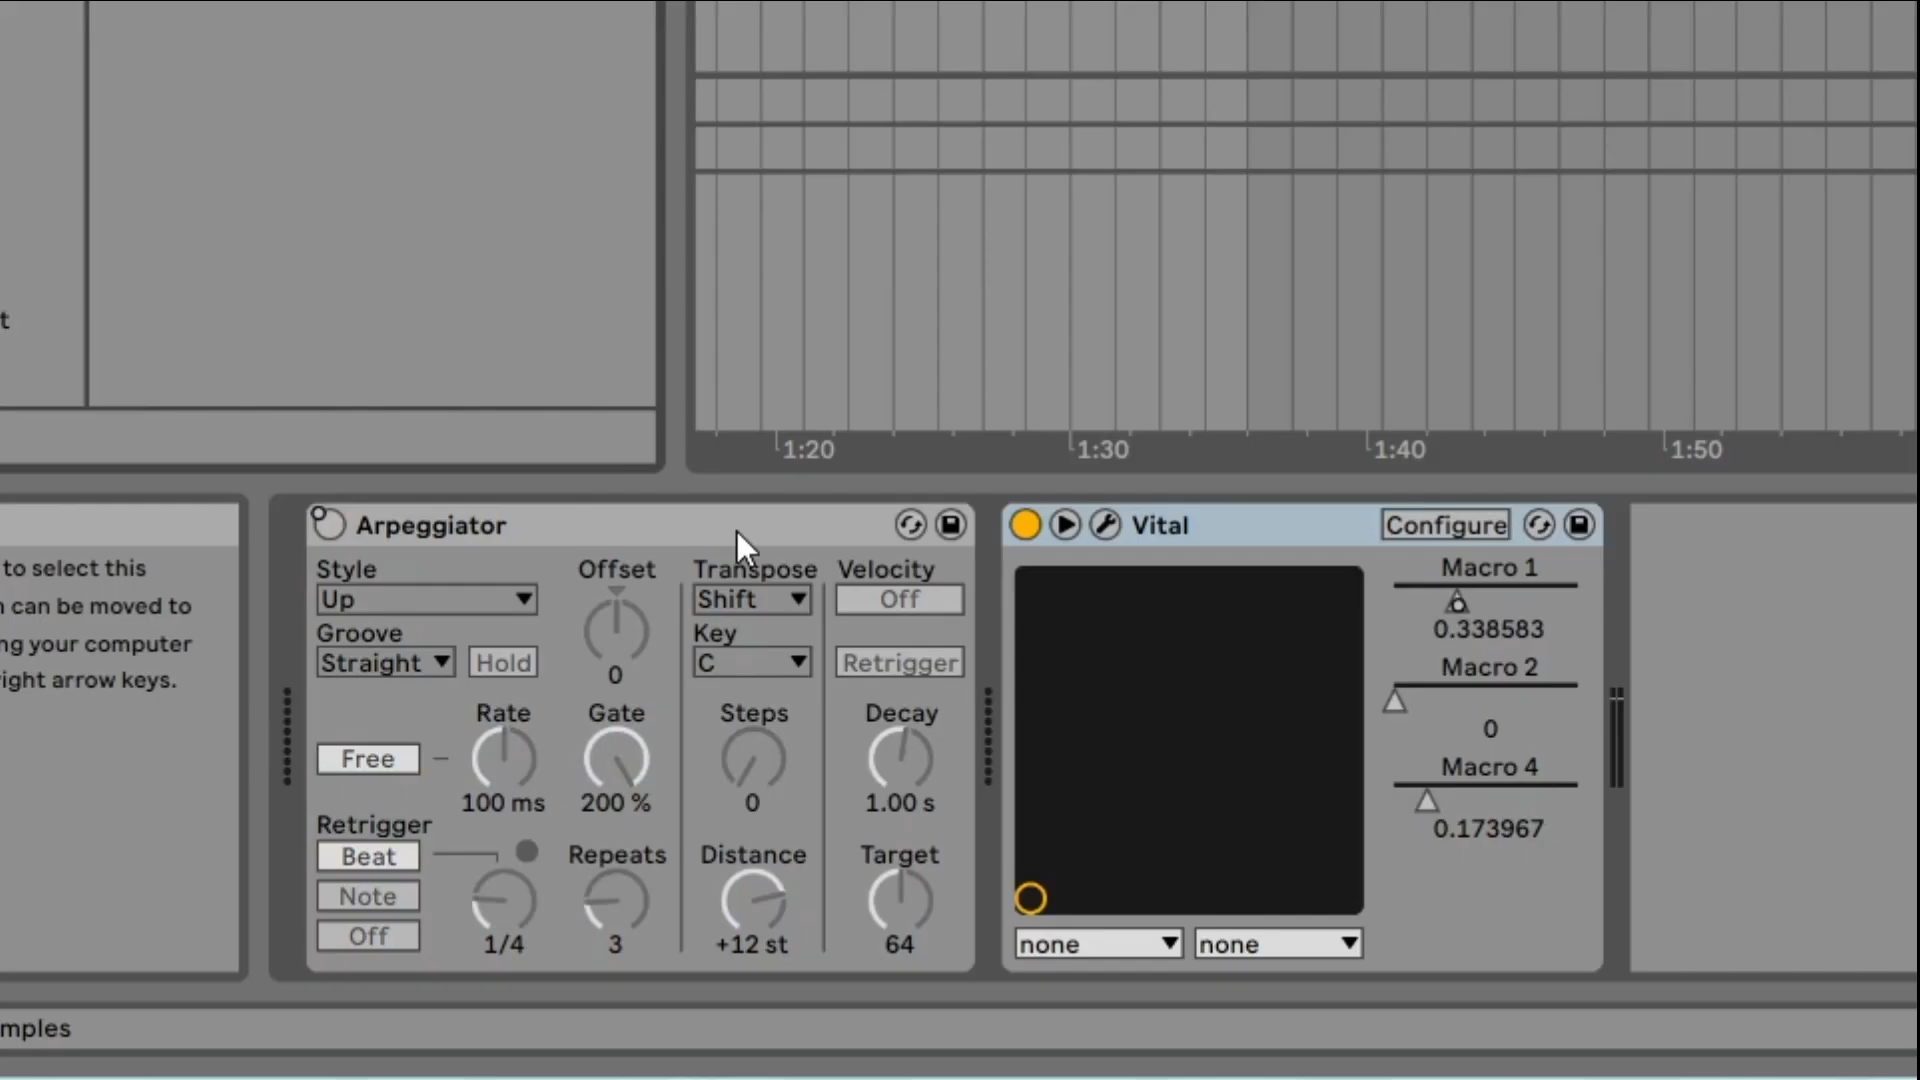 t
1:20 1:30 1:40 1:50
to select this
n can be moved to
ng your computer
ight arrow keys.
Arpeggiator
Style
Up
Groove
Straight Hold
Offset
0
Rate
Free
100 ms
Gate
200 %
Retrigger
Beat
Note
Off
1/4
Repeats
3
Transpose
Shift
Key
C
Steps
0
Distance
+12 st
Velocity
Off
Retrigger
Decay
1.00 s
Target
64
Vital Configure
none none
Macro 1
0.338583
Macro 2
0
Macro 4
0.173967
mples